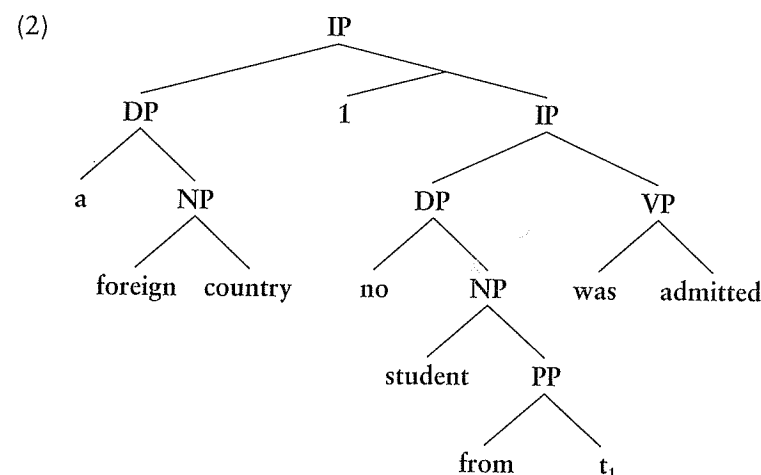 (2) IP
DP 1 IP
a NP DP VP
foreign country no NP was admitted
student PP
from t₁